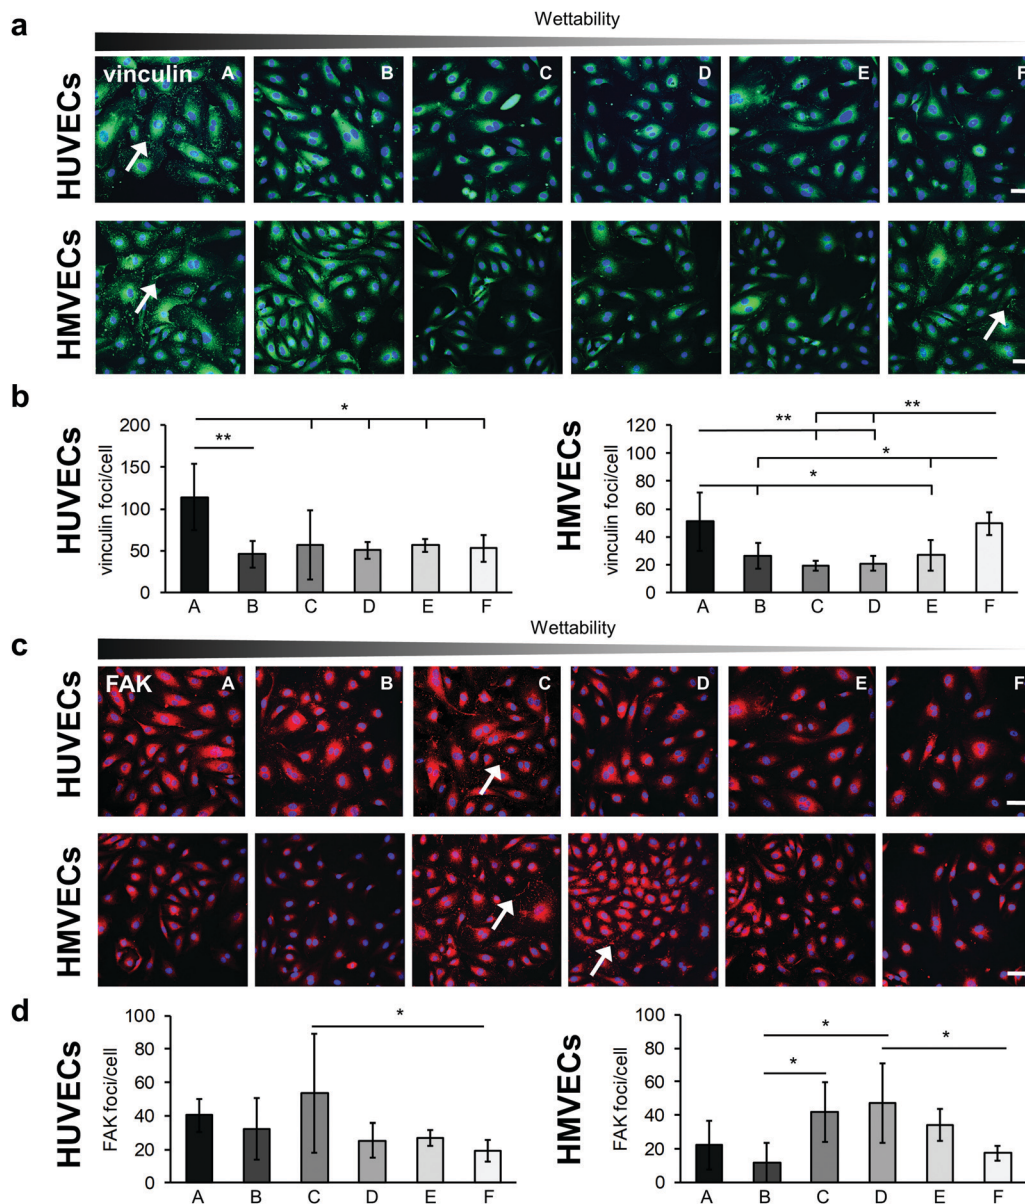 a
Wettability
HUVECs
vinculin A B C D E F
HMVECs
b
HUVECs
vinculin foci/cell
200
150
100
50
0
*
**
A B C D E F
HMVECs
vinculin foci/cell
120
100
80
60
40
20
0
**
**
*
*
A B C D E F
c
Wettability
HUVECs
FAK A B C D E F
HMVECs
d
HUVECs
FAK foci/cell
100
80
60
40
20
0
*
A B C D E F
HMVECs
FAK foci/cell
100
80
60
40
20
0
*
*
*
A B C D E F